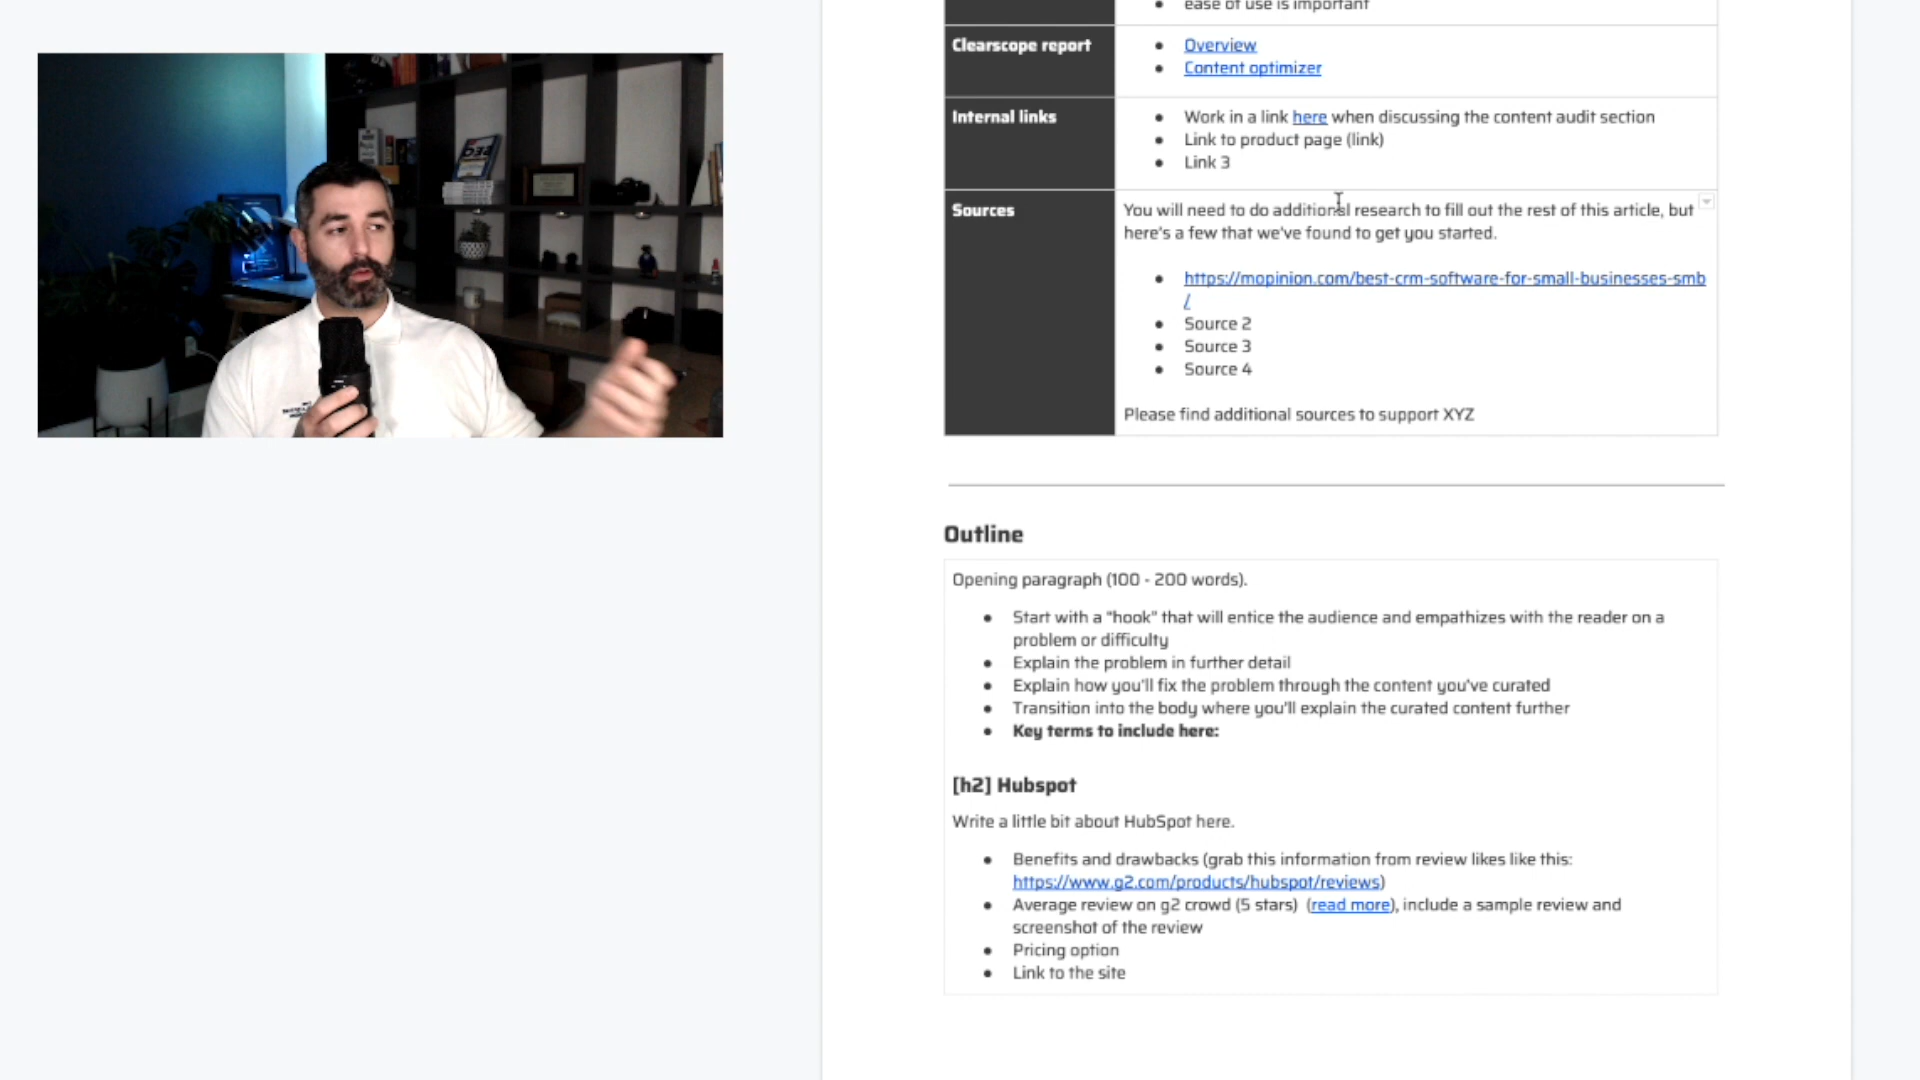 ease of use is important
Clearscope report
Overview
Content optimizer
Internal links
Work in a link here when discussing the content audit section
Link to product page (link)
Link 3
Sources
You will need to do additional research to fill out the rest of this article, but
here's a few that we've found to get you started.
https://mopinion.com/best-crm-software-for-small-businesses-smb
/
Source 2
Source 3
Source 4
Please find additional sources to support XYZ
Outline
Opening paragraph (100 - 200 words).
Start with a "hook" that will entice the audience and empathizes with the reader on a
problem or difficulty
Explain the problem in further detail
Explain how you'll fix the problem through the content you've curated
Transition into the body where you'll explain the curated content further
Key terms to include here:
[h2] Hubspot
Write a little bit about HubSpot here.
Benefits and drawbacks (grab this information from review likes like this:
https://www.g2.com/products/hubspot/reviews)
Average review on g2 crowd (5 stars) (read more), include a sample review and
screenshot of the review
Pricing option
Link to the site